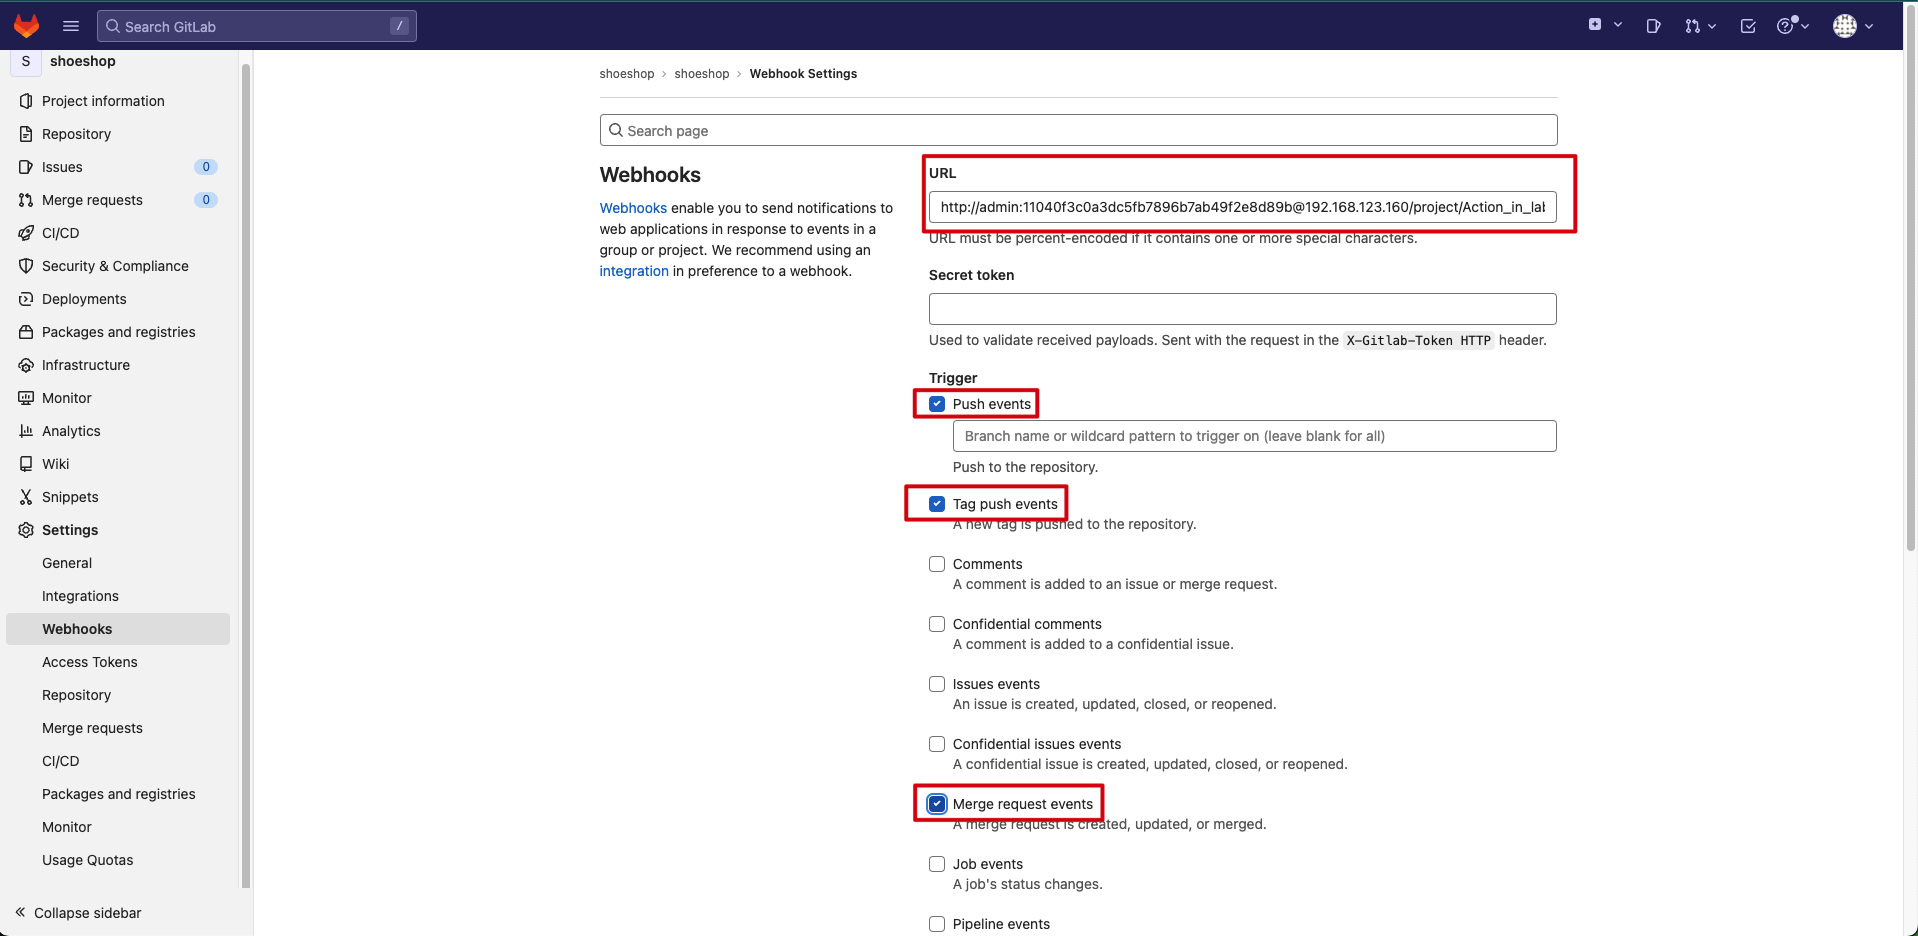 Search GitLab /
S shoeshop
Project information
Repository
Issues 0
Merge requests 0
CI/CD
Security & Compliance
Deployments
Packages and registries
Infrastructure
Monitor
Analytics
Wiki
Snippets
Settings
General
Integrations
Webhooks
Access Tokens
Repository
Merge requests
CI/CD
Packages and registries
Monitor
Usage Quotas
Collapse sidebar
shoeshop › shoeshop › Webhook Settings
Search page
Webhooks
Webhooks enable you to send notifications to
web applications in response to events in a
group or project. We recommend using an
integration in preference to a webhook.
URL
http://admin:11040f3c0a3dc5fb7896b7ab49f2e8d89b@192.168.123.160/project/Action_in_lab
URL must be percent-encoded if it contains one or more special characters.
Secret token
Used to validate received payloads. Sent with the request in the X-Gitlab-Token HTTP header.
Trigger
Push events
Branch name or wildcard pattern to trigger on (leave blank for all)
Push to the repository.
Tag push events
A new tag is pushed to the repository.
Comments
A comment is added to an issue or merge request.
Confidential comments
A comment is added to a confidential issue.
Issues events
An issue is created, updated, closed, or reopened.
Confidential issues events
A confidential issue is created, updated, closed, or reopened.
Merge request events
A merge request is created, updated, or merged.
Job events
A job's status changes.
Pipeline events